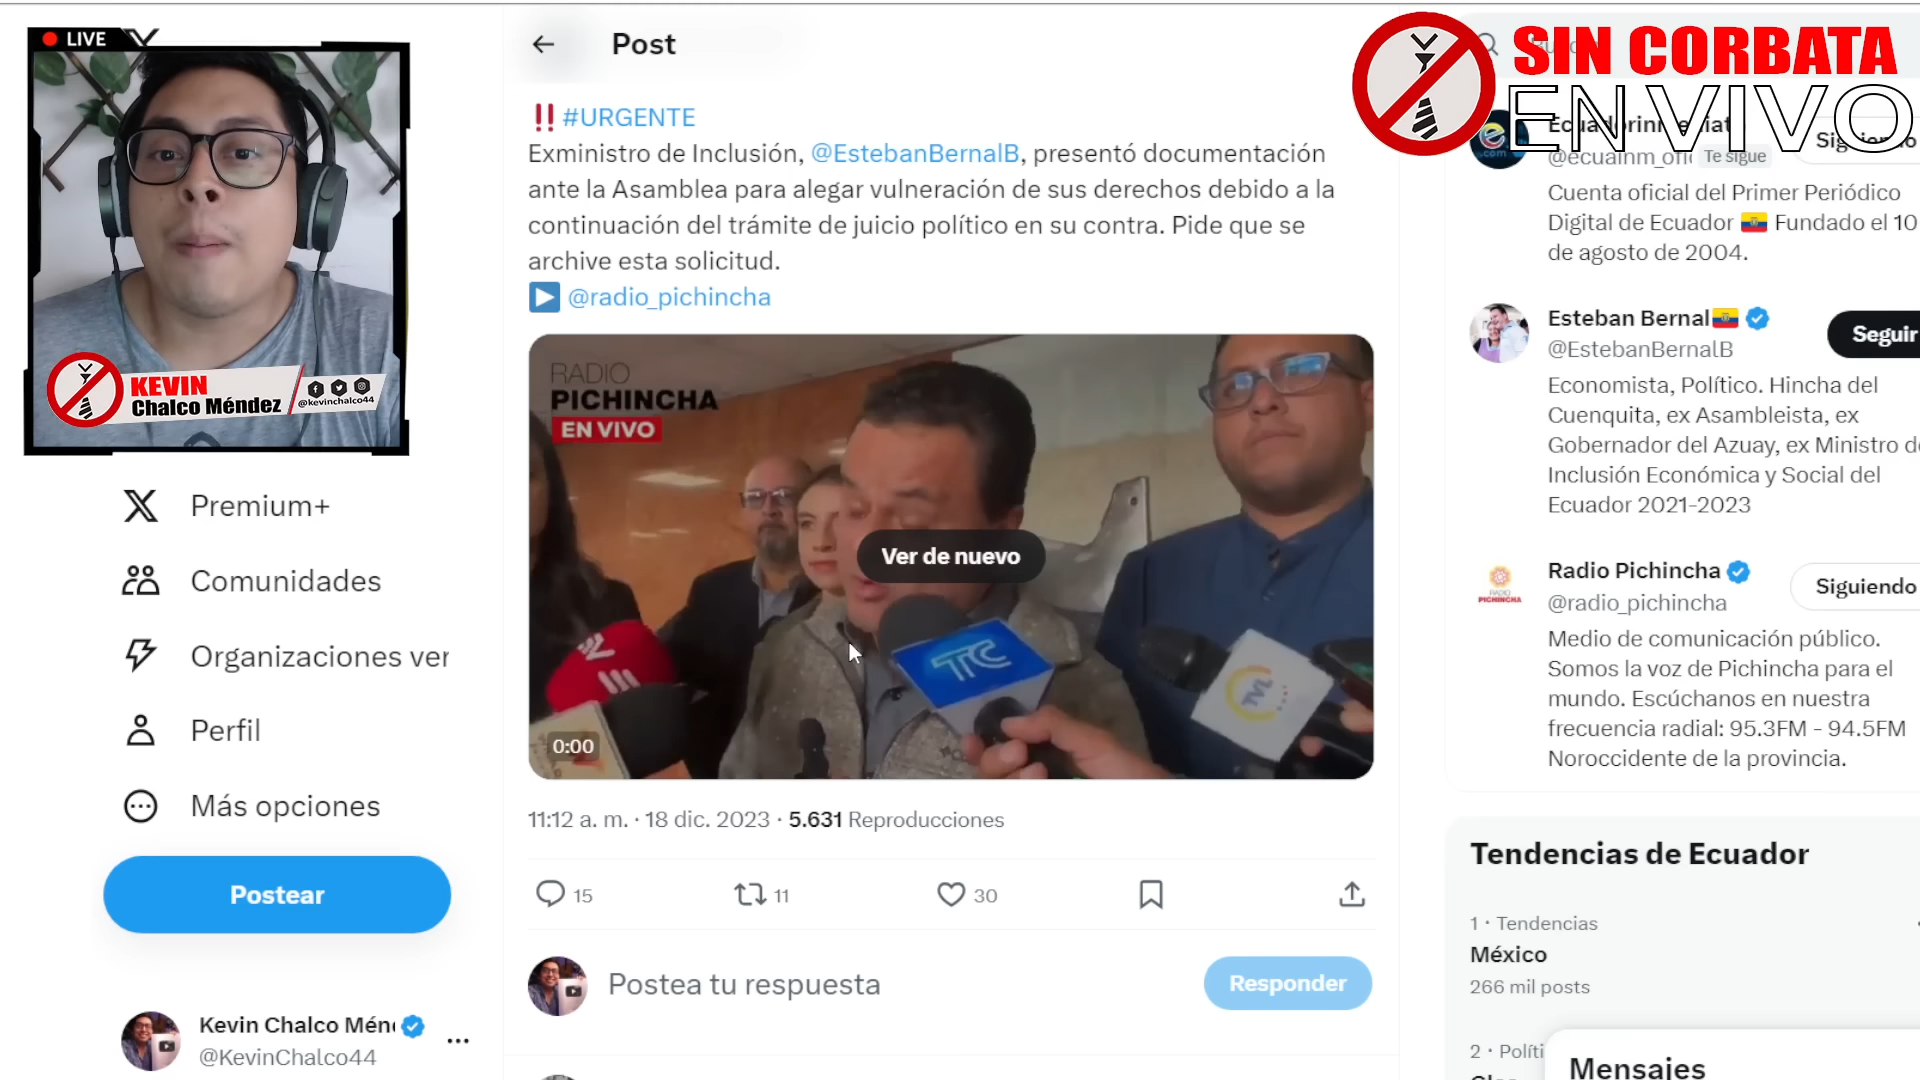 LIVE
KEVIN
Chalco Méndez
@kevinchalco44
Premium+
Comunidades
Organizaciones ver
Perfil
Más opciones
Postear
Kevin Chalco Mén
@KevinChalco44
Post
‼️ #URGENTE
Exministro de Inclusión, @EstebanBernalB, presentó documentación
ante la Asamblea para alegar vulneración de sus derechos debido a la
continuación del trámite de juicio político en su contra. Pide que se
archive esta solicitud.
▶️ @radio_pichincha
RADIO
PICHINCHA
EN VIVO
Ver de nuevo
TC
TVL
0:00
11:12 a. m. · 18 dic. 2023 · 5.631 Reproducciones
15
11
30
Postea tu respuesta
Responder
SIN CORBATA
EN VIVO
Te sigue
Cuenta oficial del Primer Periódico
Digital de Ecuador 🇪🇨 Fundado el 10
de agosto de 2004.
Esteban Bernal🇪🇨
@EstebanBernalB
Seguir
Economista, Político. Hincha del
Cuenquita, ex Asambleista, ex
Gobernador del Azuay, ex Ministro de
Inclusión Económica y Social del
Ecuador 2021-2023
Radio Pichincha
@radio_pichincha
Siguiendo
RADIO
PICHINCHA
Medio de comunicación público.
Somos la voz de Pichincha para el
mundo. Escúchanos en nuestra
frecuencia radial: 95.3FM - 94.5FM
Noroccidente de la provincia.
Tendencias de Ecuador
1 · Tendencias
México
266 mil posts
2 · Políti
Mensajes